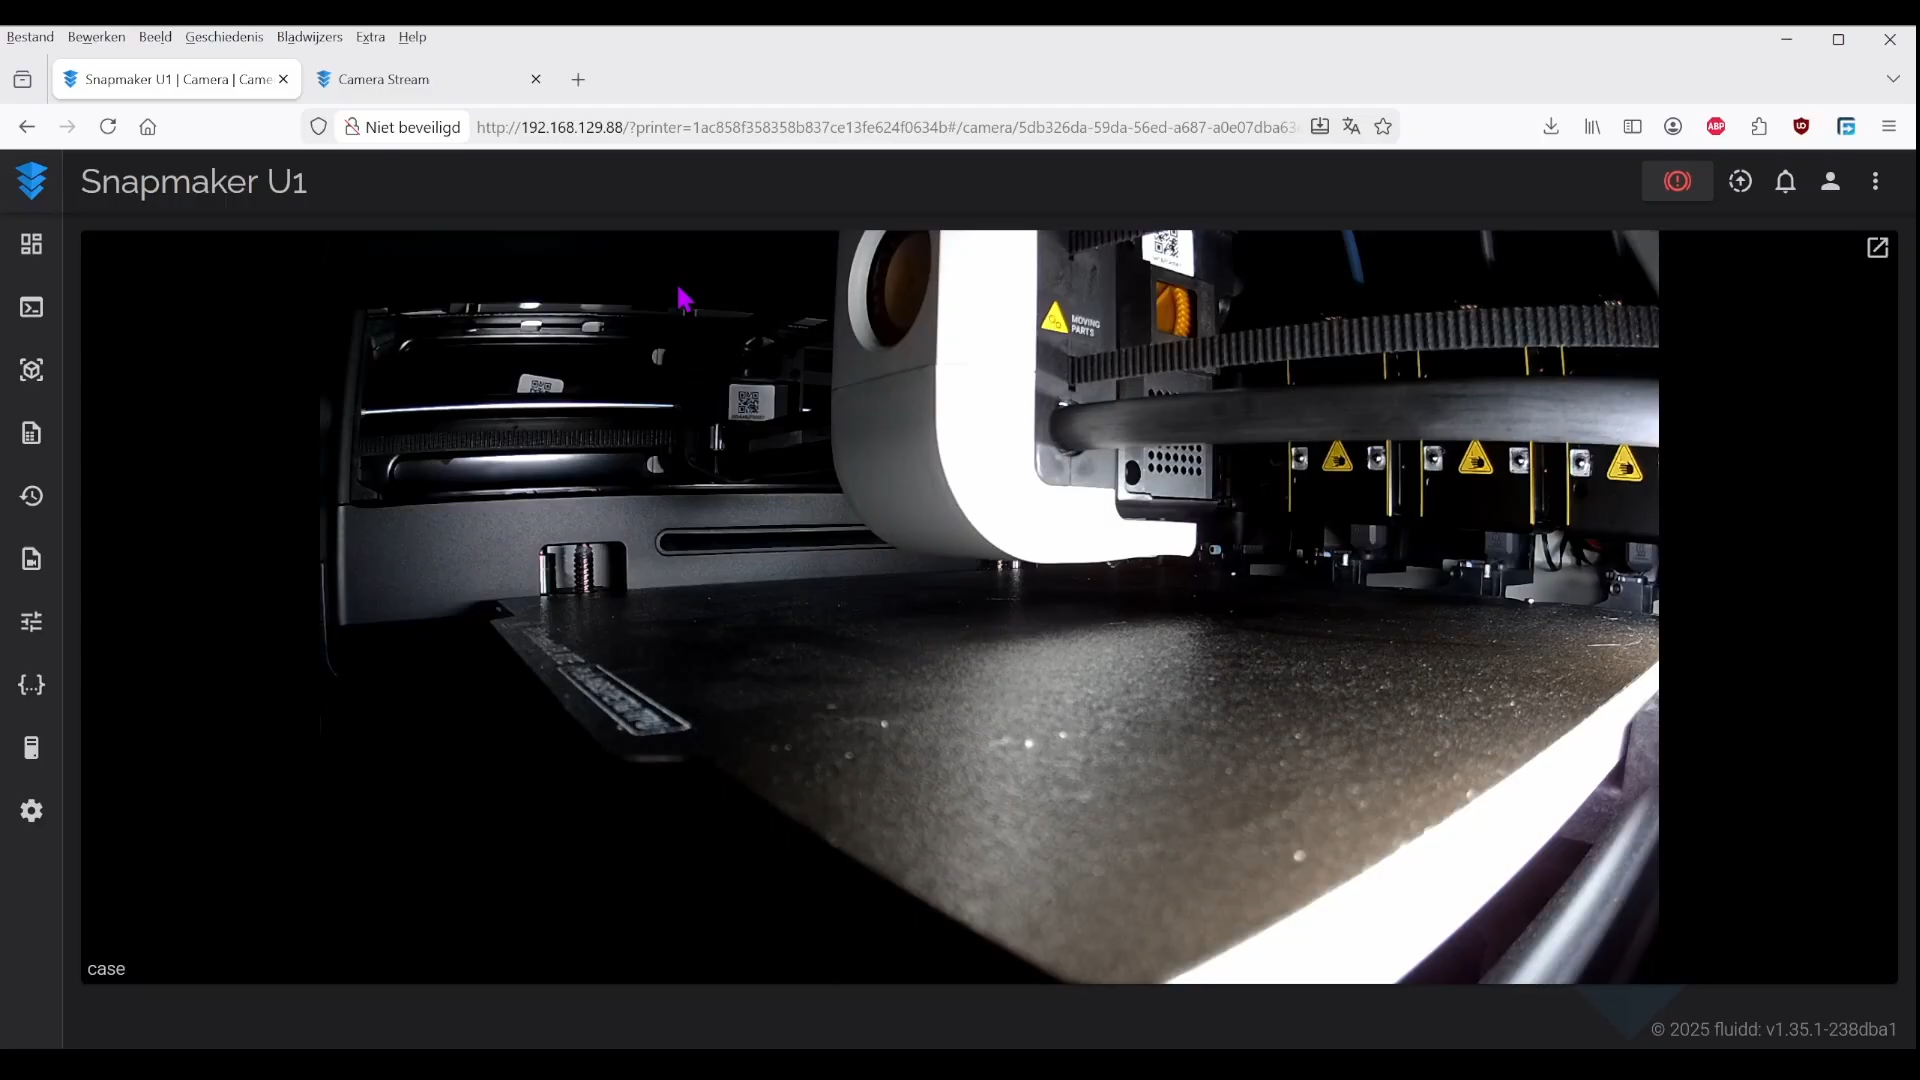 Bestand Bewerken Beeld Geschiedenis Bladwijzers Extra Help
Snapmaker U1 | Camera | Came
Camera Stream
Niet beveiligd http://192.168.129.88/?printer=1ac858f358358b837ce13fe624f0634b#/camera/5db326da-59da-56ed-a687-a0e07dba63
ABP
Snapmaker U1
MOVING
PARTS
case
© 2025 fluidd: v1.35.1-238dba1